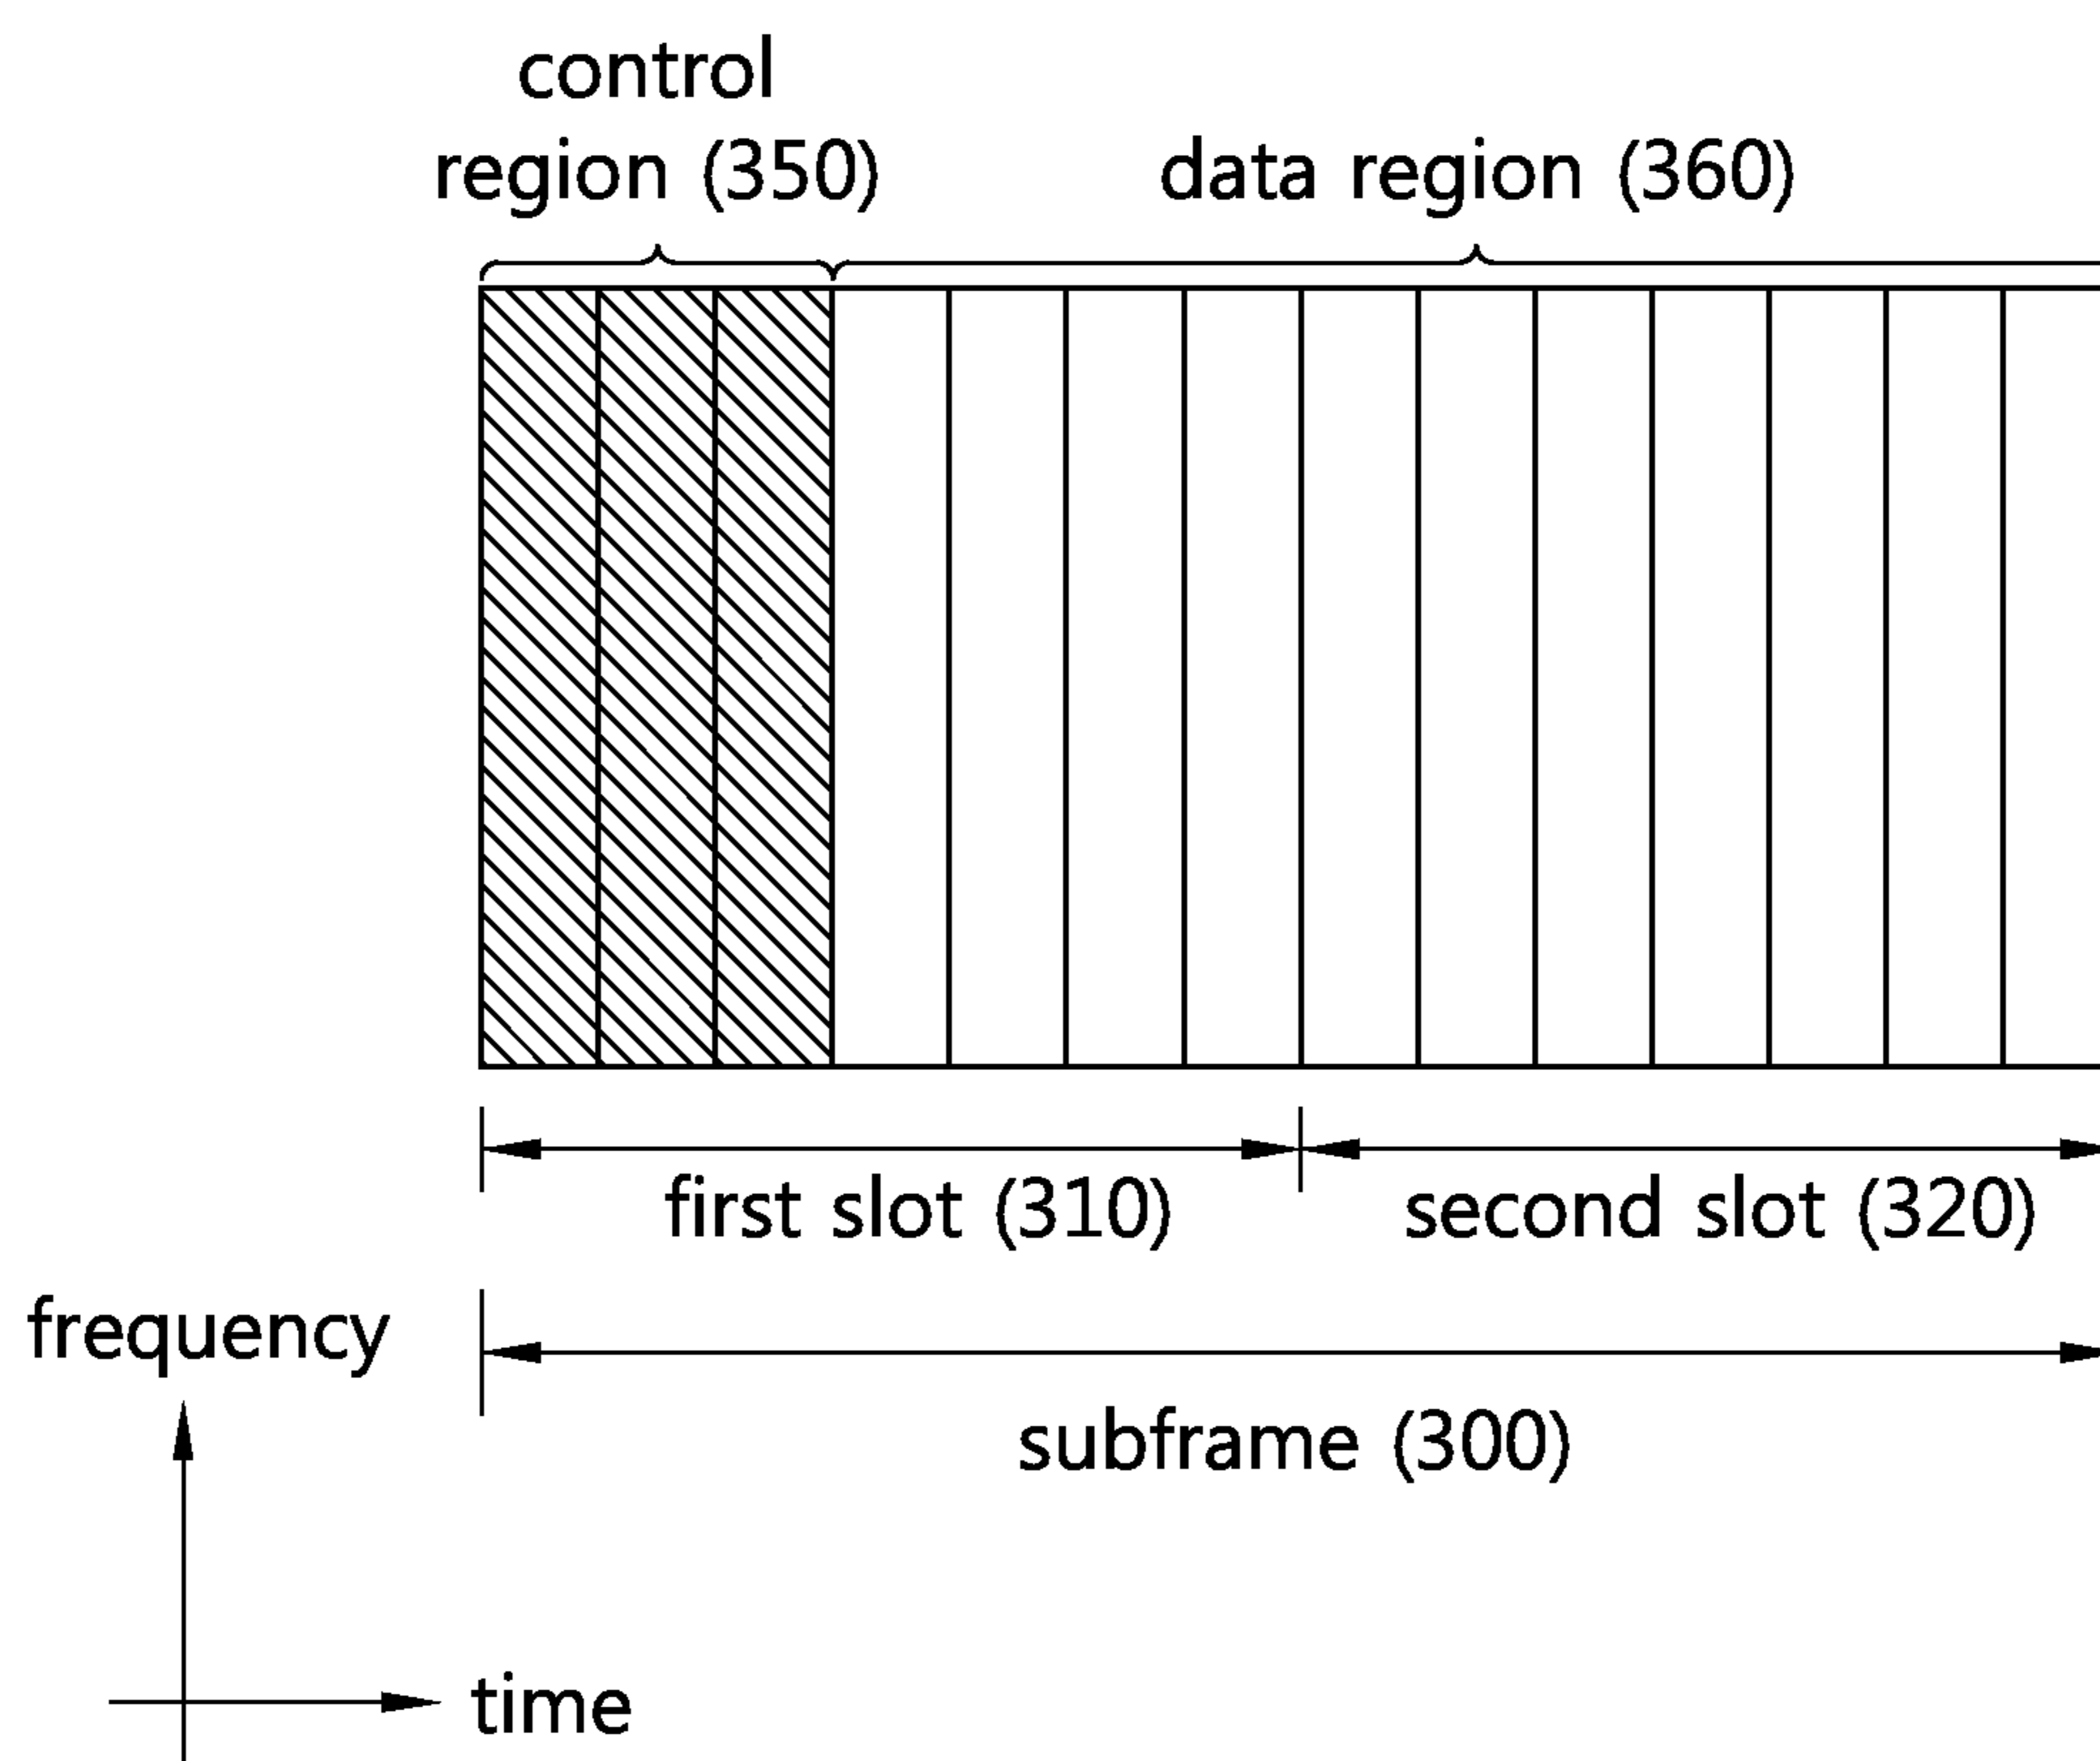 control
region (350)
data region (360)
first slot (310)
second slot (320)
frequency
subframe (300)
time